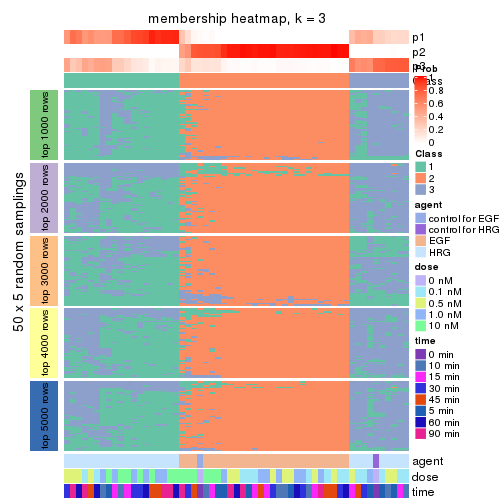 membership heatmap, k = 3
p1
p2
p3
Class
50 x 5 random samplings
top 1000 rows
top 2000 rows
top 3000 rows
top 4000 rows
top 5000 rows
agent
dose
time
Prob
1
0.8
0.6
0.4
0.2
0
Class
1
2
3
agent
control for EGF
control for HRG
EGF
HRG
dose
0 nM
0.1 nM
0.5 nM
1.0 nM
10 nM
time
0 min
10 min
15 min
30 min
45 min
5 min
60 min
90 min